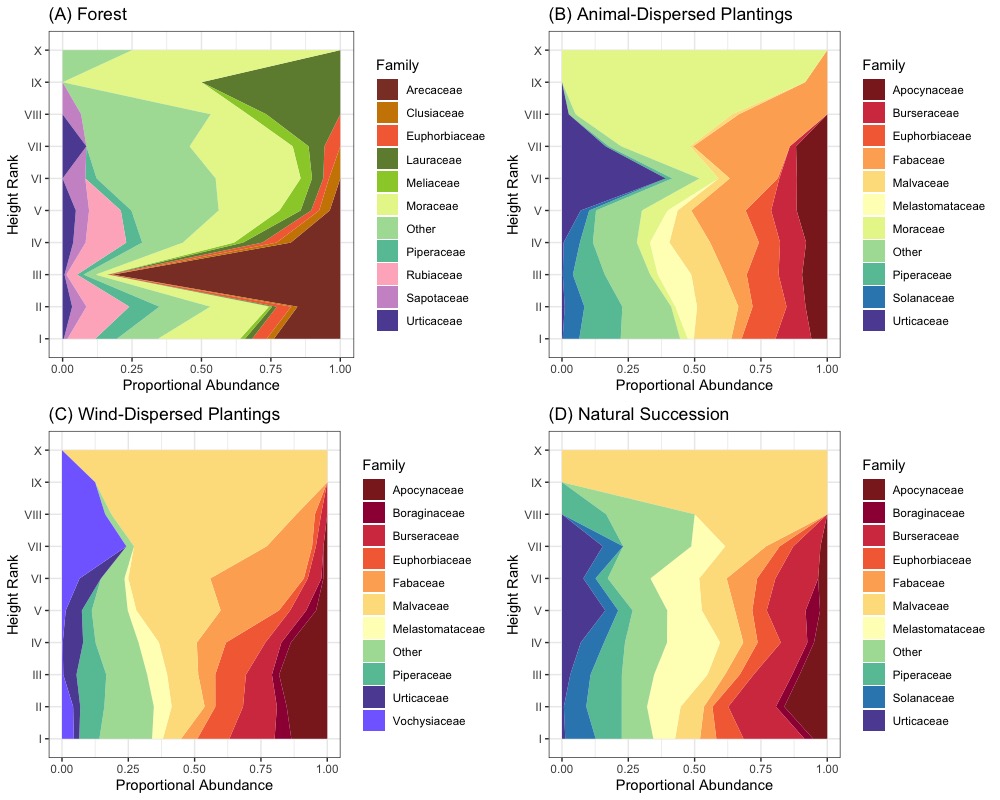 (A) Forest
Height Rank
X
IX
VIII
VII
VI
V
IV
III
II
I
0.00 0.25 0.50 0.75 1.00
Proportional Abundance
Family
Arecaceae
Clusiaceae
Euphorbiaceae
Lauraceae
Meliaceae
Moraceae
Other
Piperaceae
Rubiaceae
Sapotaceae
Urticaceae
(B) Animal-Dispersed Plantings
Height Rank
X
IX
VIII
VII
VI
V
IV
III
II
I
0.00 0.25 0.50 0.75 1.00
Proportional Abundance
Family
Apocynaceae
Burseraceae
Euphorbiaceae
Fabaceae
Malvaceae
Melastomataceae
Moraceae
Other
Piperaceae
Solanaceae
Urticaceae
(C) Wind-Dispersed Plantings
Height Rank
X
IX
VIII
VII
VI
V
IV
III
II
I
0.00 0.25 0.50 0.75 1.00
Proportional Abundance
Family
Apocynaceae
Boraginaceae
Burseraceae
Euphorbiaceae
Fabaceae
Malvaceae
Melastomataceae
Other
Piperaceae
Urticaceae
Vochysiaceae
(D) Natural Succession
Height Rank
X
IX
VIII
VII
VI
V
IV
III
II
I
0.00 0.25 0.50 0.75 1.00
Proportional Abundance
Family
Apocynaceae
Boraginaceae
Burseraceae
Euphorbiaceae
Fabaceae
Malvaceae
Melastomataceae
Other
Piperaceae
Solanaceae
Urticaceae